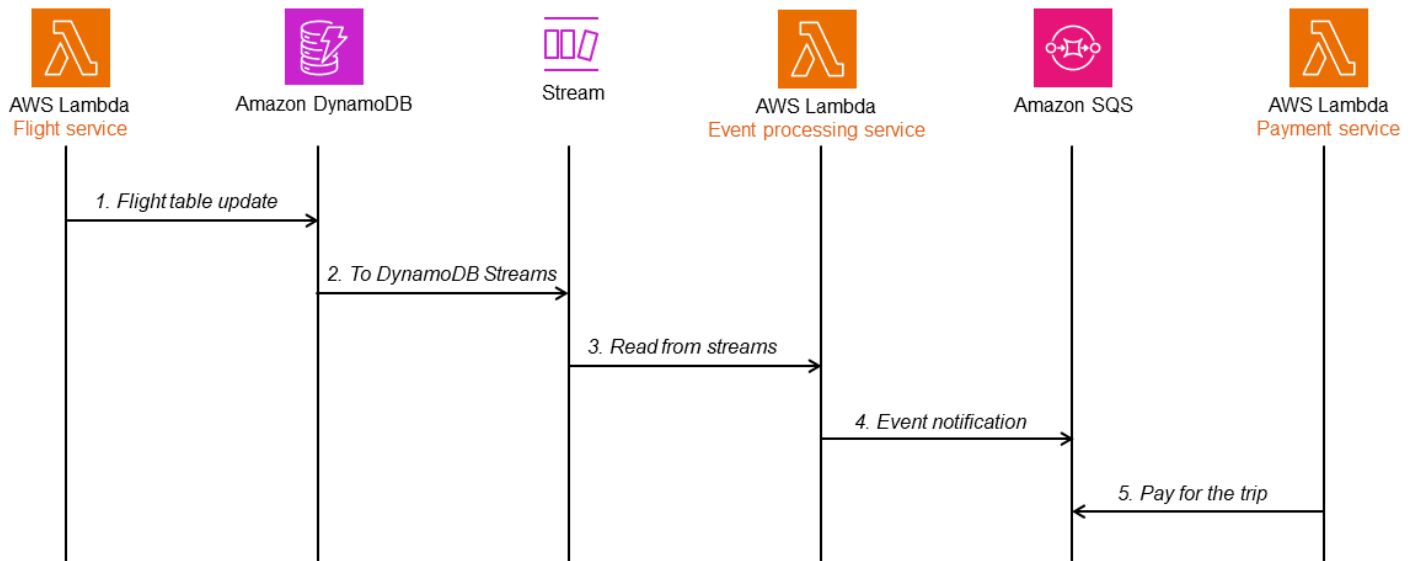 AWS Lambda
Flight service
Amazon DynamoDB
Stream
AWS Lambda
Event processing service
Amazon SQS
AWS Lambda
Payment service
1. Flight table update
2. To DynamoDB Streams
3. Read from streams
4. Event notification
5. Pay for the trip